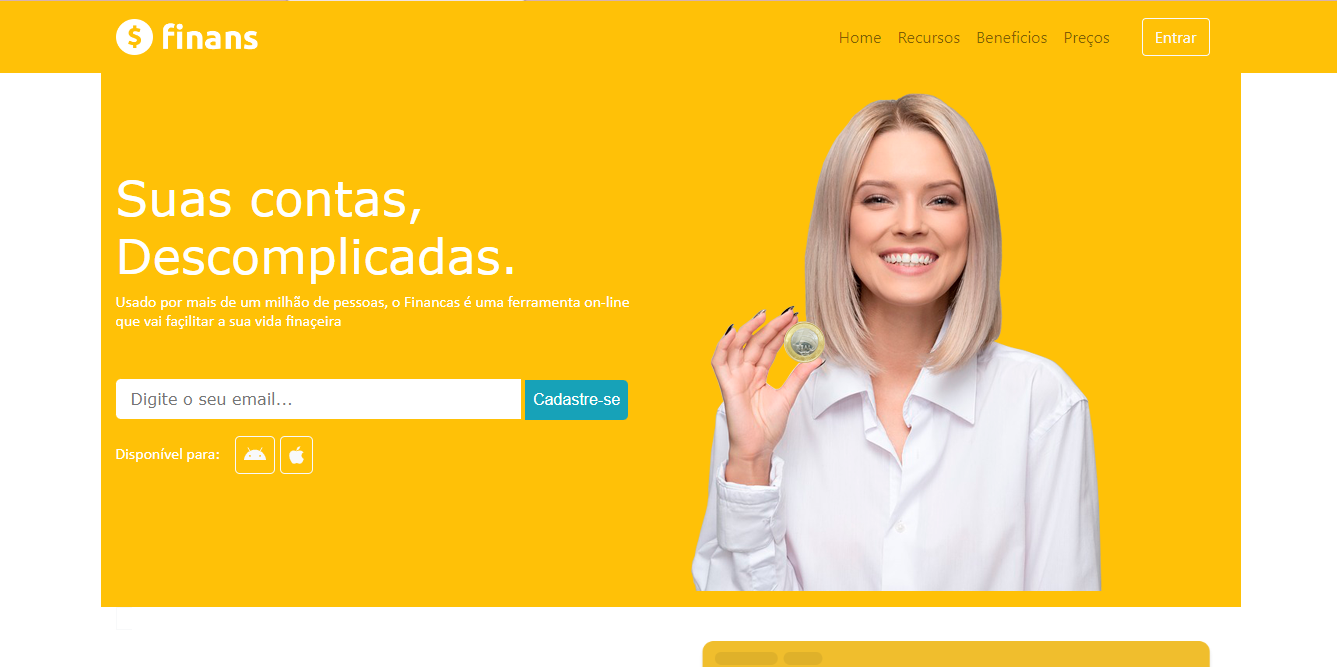 finans
Home Recursos Beneficios Preços Entrar
Suas contas,
Descomplicadas.
Usado por mais de um milhão de pessoas, o Financas é uma ferramenta on-line
que vai façilitar a sua vida finaçeira
Digite o seu email... Cadastre-se
Disponível para: